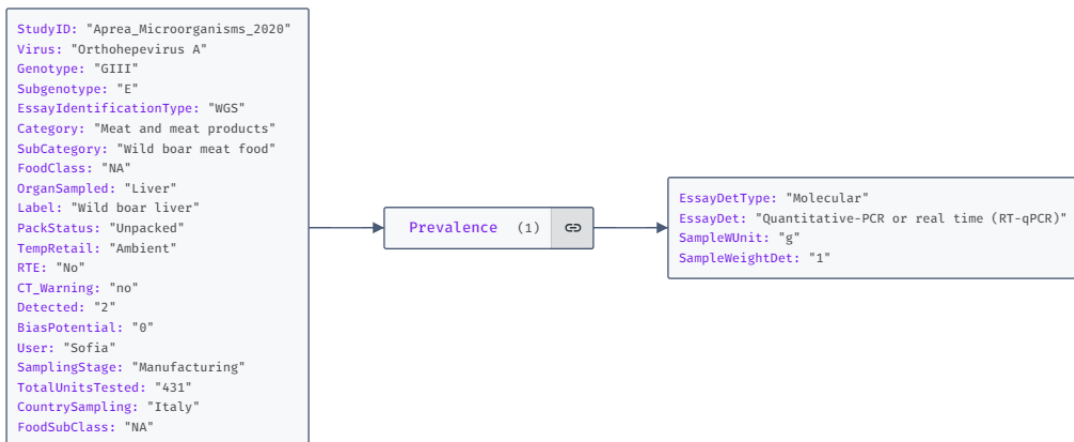 StudyID: "Aprea_Microorganisms_2020"
Virus: "Orthohepevirus A"
Genotype: "GIII"
Subgenotype: "E"
EssayIdentificationType: "WGS"
Category: "Meat and meat products"
SubCategory: "Wild boar meat food"
FoodClass: "NA"
OrganSampled: "Liver"
Label: "Wild boar liver"
PackStatus: "Unpacked"
TempRetail: "Ambient"
RTE: "No"
CT_Warning: "no"
Detected: "2"
BiasPotential: "0"
User: "Sofia"
SamplingStage: "Manufacturing"
TotalUnitsTested: "431"
CountrySampling: "Italy"
FoodSubClass: "NA"
Prevalence (1)
EssayDetType: "Molecular"
EssayDet: "Quantitative-PCR or real time (RT-qPCR)"
SampleWUnit: "g"
SampleWeightDet: "1"